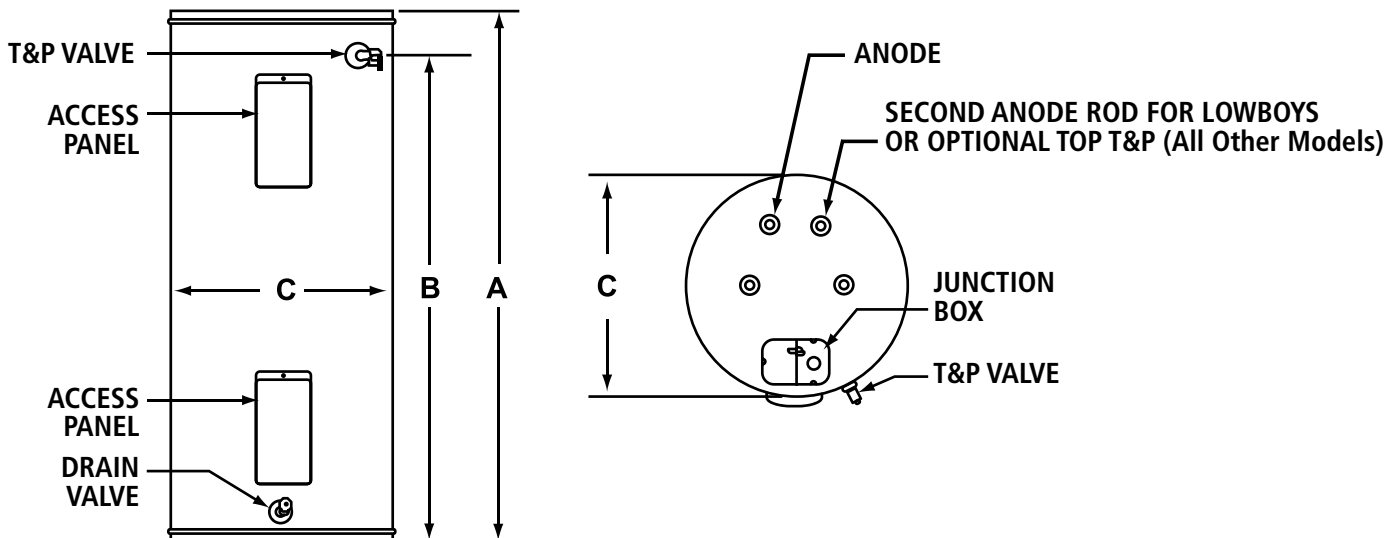 T&P VALVE
ACCESS
PANEL
C
B
A
ACCESS
PANEL
DRAIN
VALVE
ANODE
SECOND ANODE ROD FOR LOWBOYS
OR OPTIONAL TOP T&P (All Other Models)
C
JUNCTION
BOX
T&P VALVE